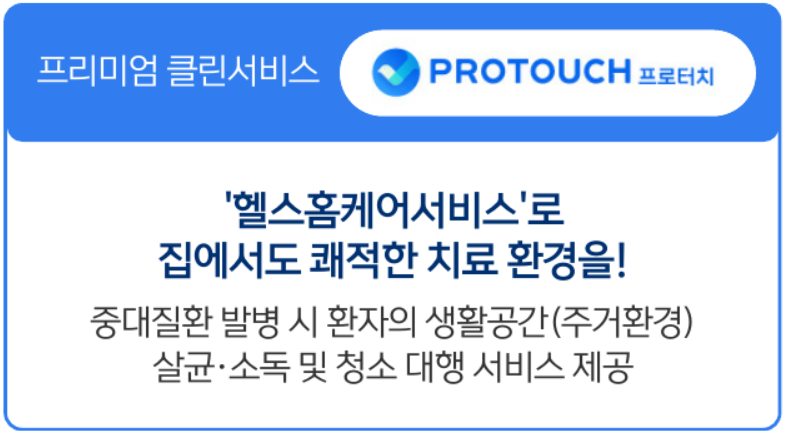 프리미엄 클린서비스 PROTOUCH 프로터치
'헬스홈케어서비스'로
집에서도 쾌적한 치료 환경을!
중대질환 발병 시 환자의 생활공간(주거환경)
살균·소독 및 청소 대행 서비스 제공